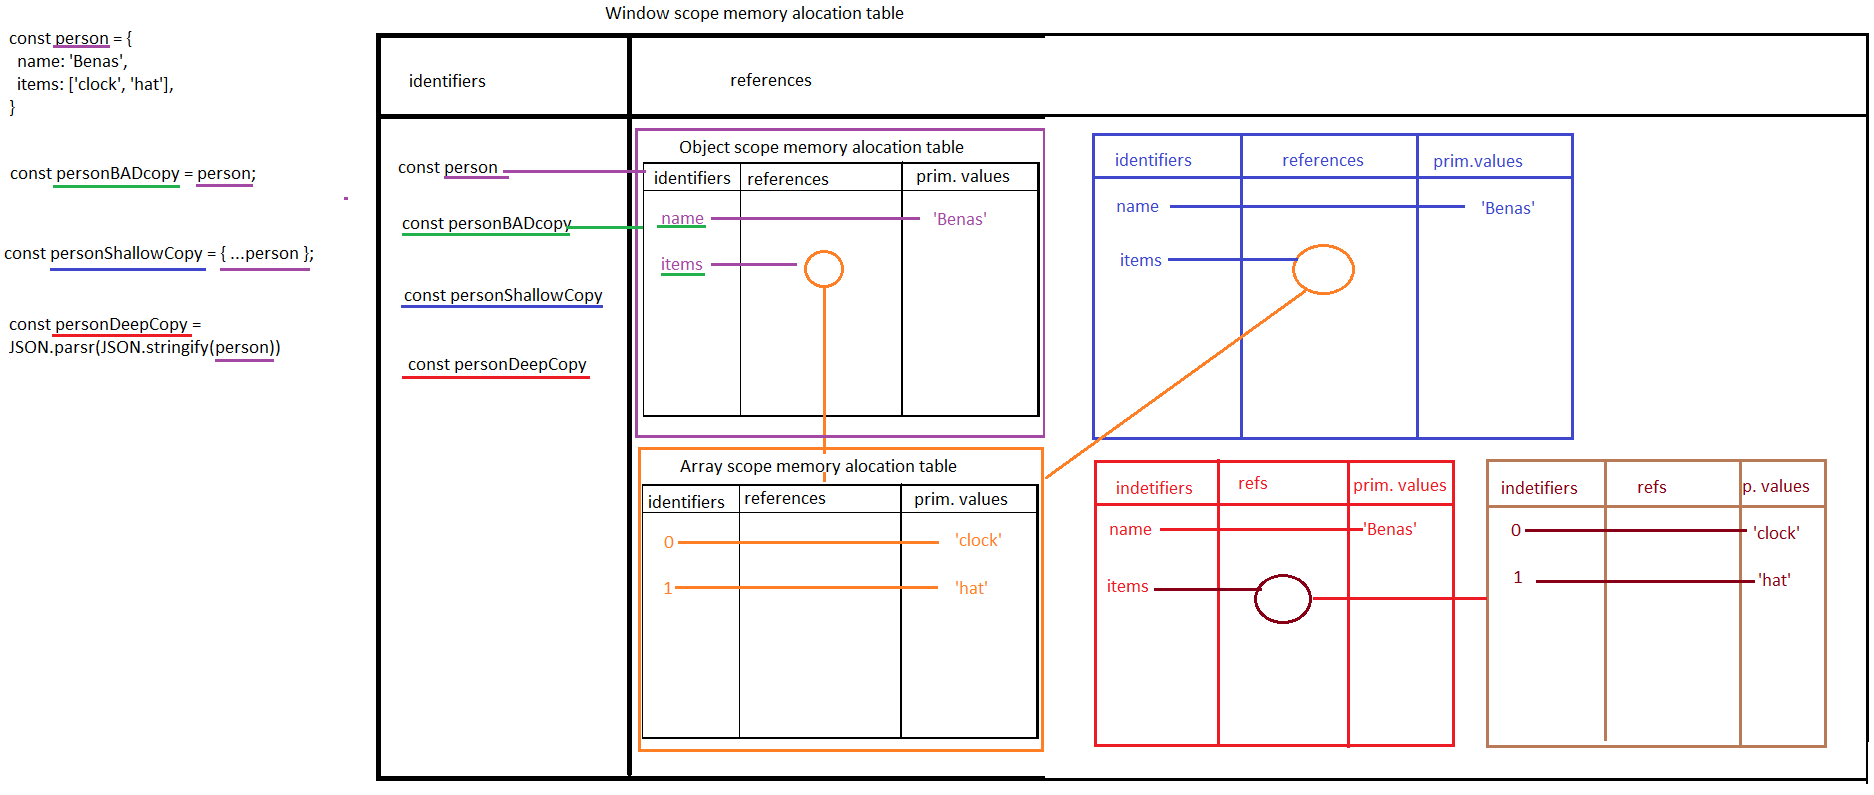 Window scope memory alocation table
const person = {
name: 'Benas',
items: ['clock', 'hat'],
}
const personBADcopy = person;
const personShallowCopy = { ...person };
const personDeepCopy =
JSON.parsr(JSON.stringify(person))
identifiers
references
const person
const personBADcopy
const personShallowCopy
const personDeepCopy
Object scope memory alocation table
identifiers references prim. values
name 'Benas'
items
Array scope memory alocation table
identifiers references prim. values
0 'clock'
1 'hat'
identifiers references prim.values
name 'Benas'
items
indetifiers refs prim. values
name 'Benas'
items
indetifiers refs p. values
0 'clock'
1 'hat'